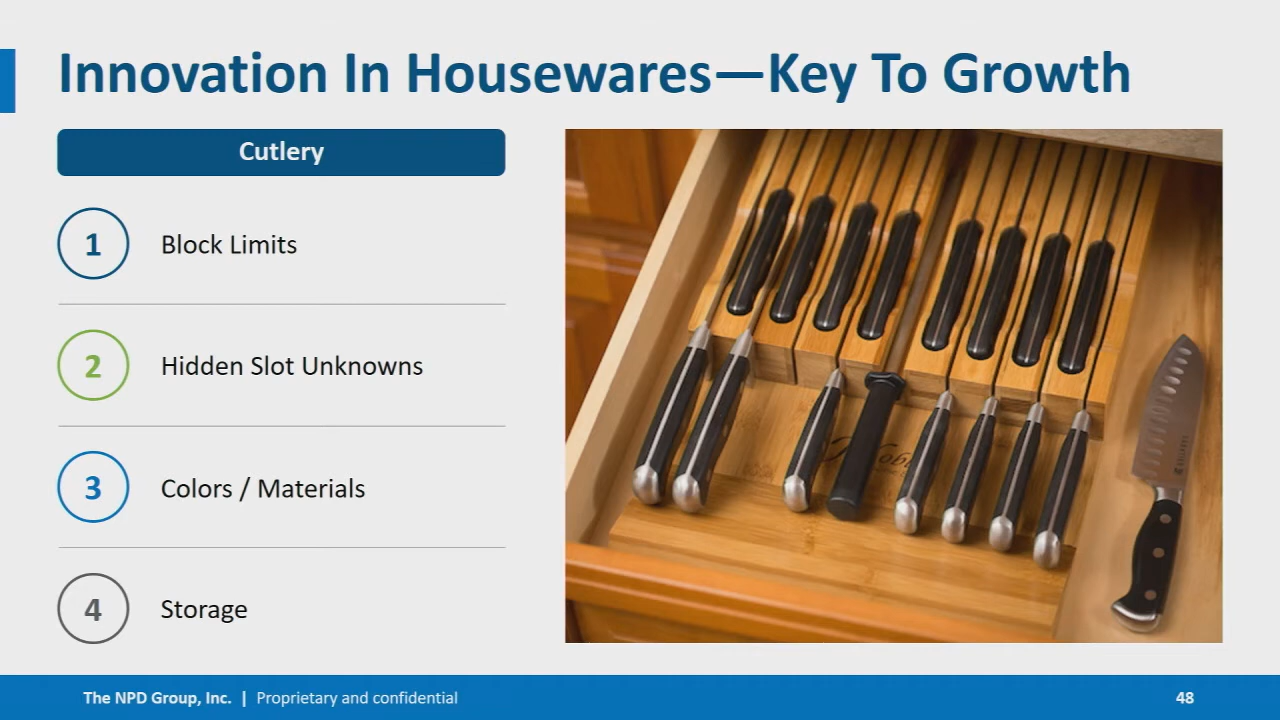 Innovation In Housewares—Key To Growth
Cutlery
1 Block Limits
2 Hidden Slot Unknowns
3 Colors / Materials
4 Storage
The NPD Group, Inc. | Proprietary and confidential
48